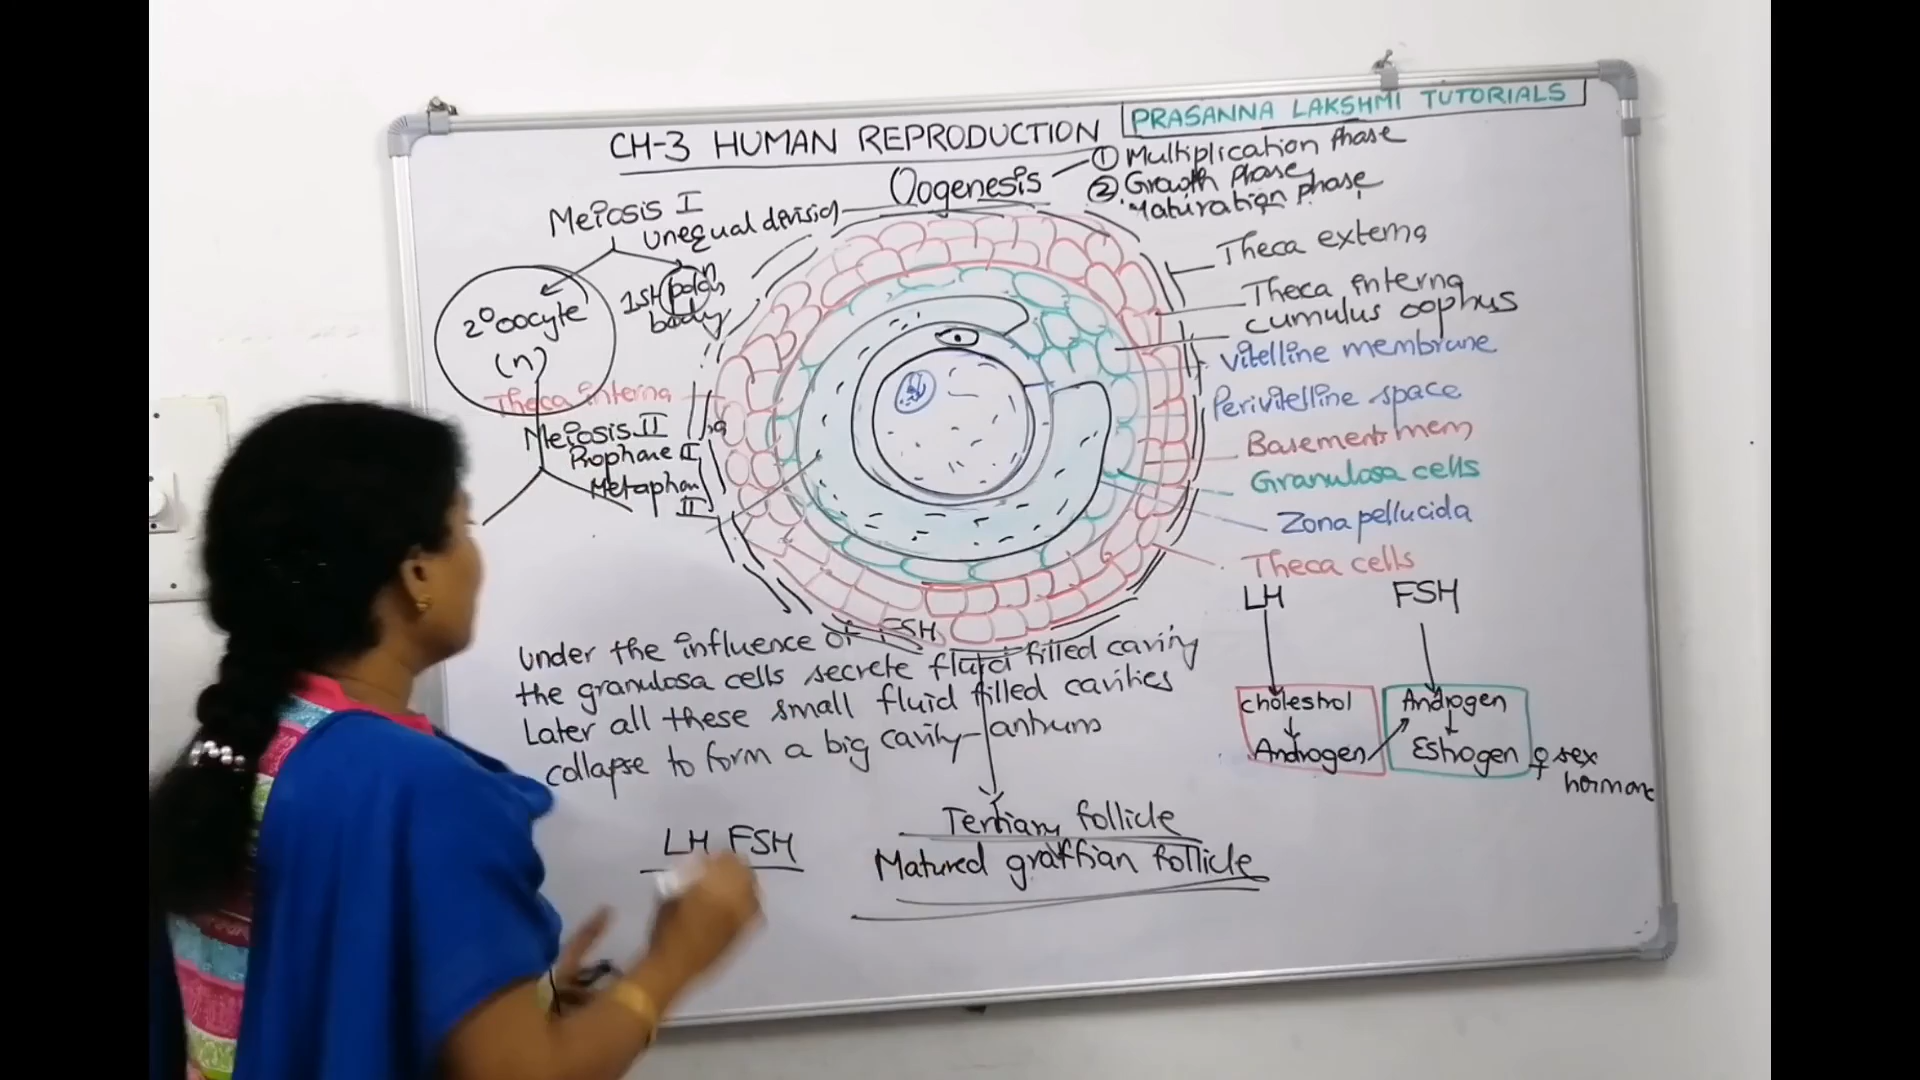 PRASANNA LAKSHMI TUTORIALS
CH-3 HUMAN REPRODUCTION
Oogenesis
① Multiplication phase
② Growth phase
Maturation phase
Meiosis I
unequal division
2° oocyte
(n)
1st polar
body
n
Theca interna
Meiosis II
Prophase II
Metaphase
II
Theca externa
Theca interna
cumulus oophus
vitelline membrane
Perivitelline space
Basement mem
Granulosa cells
Zona pellucida
Theca cells
LH FSH
cholestrol Androgen
Androgen Estrogen ♀ sex
hormone
Under the influence of FSH
the granulosa cells secrete fluid filled cavity
Later all these small fluid filled cavities
collapse to form a big cavity - antrum
LH FSH
Tertiary follicle
Matured graffian follicle